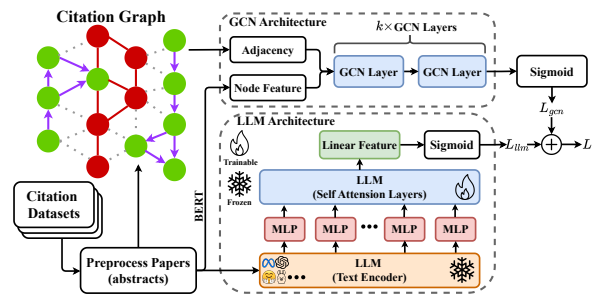 Citation Graph
GCN Architecture
Adjacency
Node Feature
k×GCN Layers
GCN Layer
GCN Layer
Sigmoid
L_gcn
LLM Architecture
Trainable
Frozen
Linear Feature
Sigmoid
L_llm
L
LLM
(Self Attension Layers)
MLP
MLP
•••
MLP
MLP
LLM
(Text Encoder)
•••
BERT
Citation
Datasets
Preprocess Papers
(abstracts)